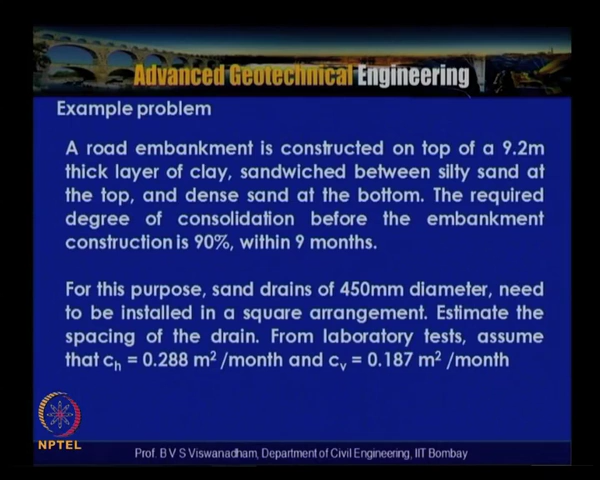 Advanced Geotechnical Engineering
Example problem
A road embankment is constructed on top of a 9.2m
thick layer of clay, sandwiched between silty sand at
the top, and dense sand at the bottom. The required
degree of consolidation before the embankment
construction is 90%, within 9 months.
For this purpose, sand drains of 450mm diameter, need
to be installed in a square arrangement. Estimate the
spacing of the drain. From laboratory tests, assume
that cₕ = 0.288 m² /month and cᵥ = 0.187 m² /month
NPTEL
Prof. B V S Viswanadham, Department of Civil Engineering, IIT Bombay